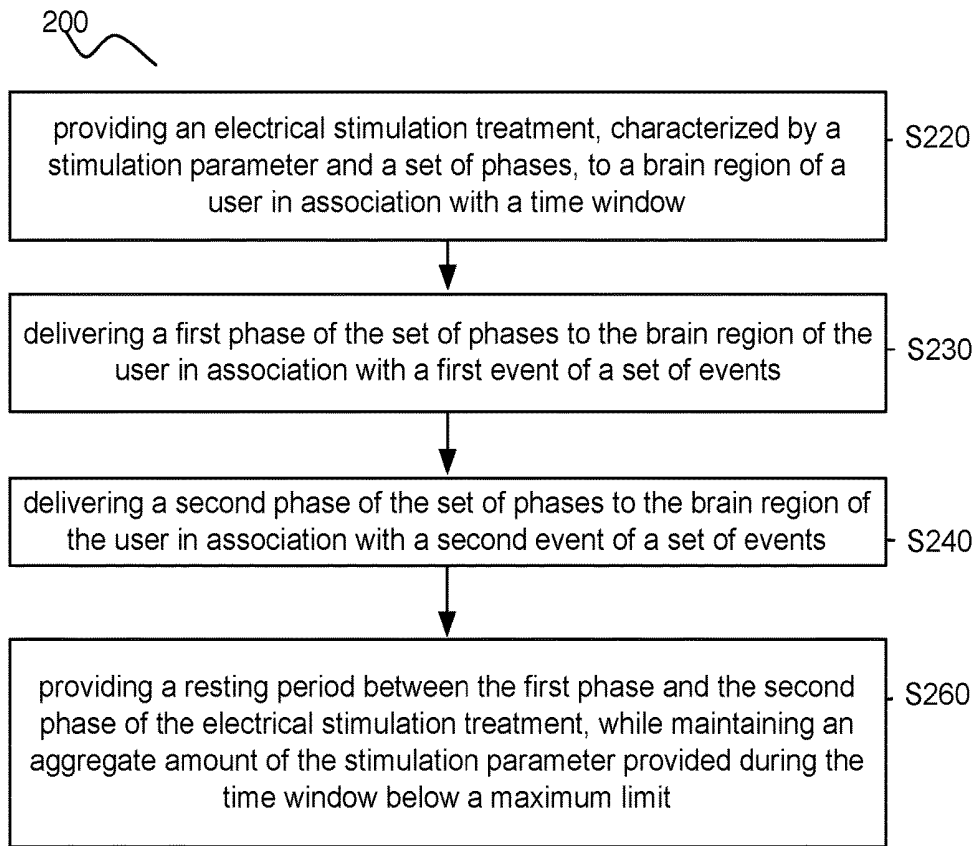 200
providing an electrical stimulation treatment, characterized by a
stimulation parameter and a set of phases, to a brain region of a
user in association with a time window
S220
delivering a first phase of the set of phases to the brain region of the
user in association with a first event of a set of events
S230
delivering a second phase of the set of phases to the brain region of
the user in association with a second event of a set of events
S240
providing a resting period between the first phase and the second
phase of the electrical stimulation treatment, while maintaining an
aggregate amount of the stimulation parameter provided during the
time window below a maximum limit
S260